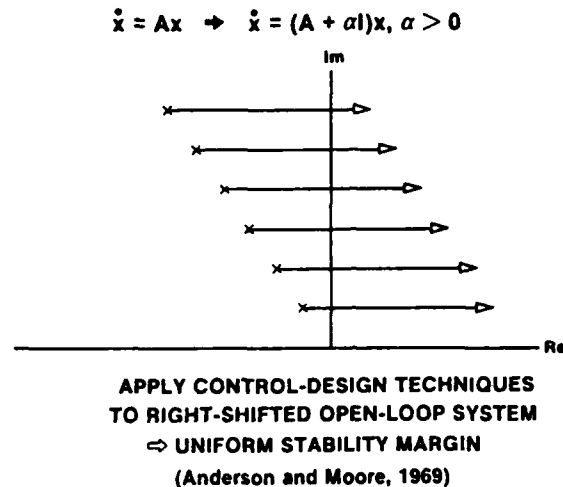 ẋ = Ax ➔ ẋ = (A + αI)x, α > 0
Im
Re
APPLY CONTROL-DESIGN TECHNIQUES
TO RIGHT-SHIFTED OPEN-LOOP SYSTEM
⇨ UNIFORM STABILITY MARGIN
(Anderson and Moore, 1969)